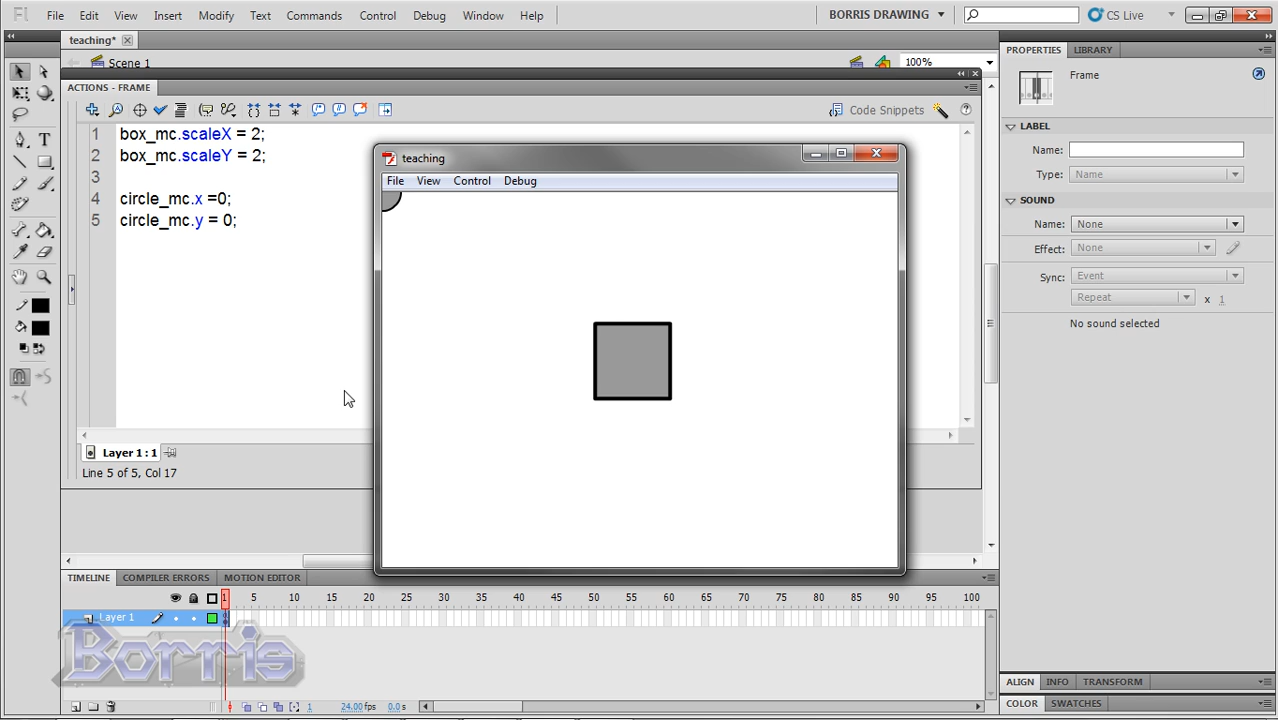 Fl File Edit View Insert Modify Text Commands Control Debug Window Help BORRIS DRAWING CS Live
teaching*
Scene 1 100%
ACTIONS - FRAME
Code Snippets
1 box_mc.scaleX = 2;
2 box_mc.scaleY = 2;
3
4 circle_mc.x =0;
5 circle_mc.y = 0;
Layer 1 : 1
Line 5 of 5, Col 17
teaching
File View Control Debug
PROPERTIES LIBRARY
Frame
LABEL
Name:
Type: Name
SOUND
Name: None
Effect: None
Sync: Event
Repeat x 1
No sound selected
TIMELINE COMPILER ERRORS MOTION EDITOR
1 5 10 15 20 25 30 35 40 45 50 55 60 65 70 75 80 85 90 95 100
Layer 1
Borris
1 24.00 fps 0.0 s
ALIGN INFO TRANSFORM
COLOR SWATCHES